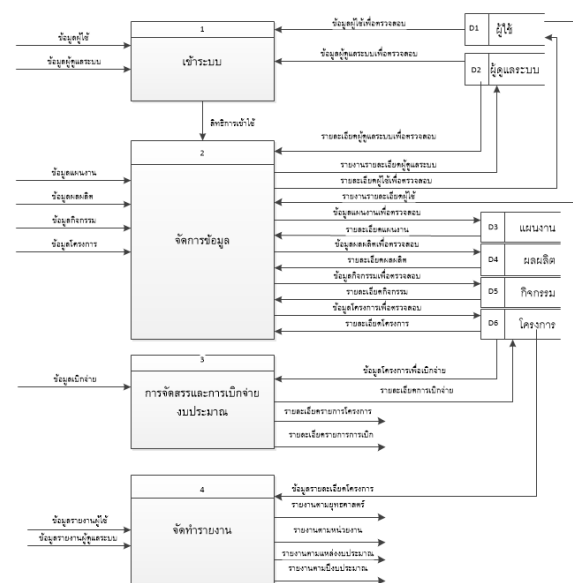 ข้อมูลผู้ใช้
ข้อมูลผู้ดูแลระบบ
1
เข้าระบบ
ข้อมูลผู้ใช้เพื่อตรวจสอบ
D1 ผู้ใช้
ข้อมูลผู้ดูแลระบบเพื่อตรวจสอบ
D2 ผู้ดูแลระบบ
สิทธิการเข้าใช้
2
จัดการข้อมูล
ข้อมูลแผนงาน
ข้อมูลผลผลิต
ข้อมูลกิจกรรม
ข้อมูลโครงการ
รายละเอียดผู้ดูแลระบบเพื่อตรวจสอบ
รายงานรายละเอียดผู้ดูแลระบบ
รายละเอียดผู้ใช้เพื่อตรวจสอบ
รายงานรายละเอียดผู้ใช้
ข้อมูลแผนงานเพื่อตรวจสอบ
รายละเอียดแผนงาน
D3 แผนงาน
ข้อมูลผลผลิตเพื่อตรวจสอบ
รายละเอียดผลผลิต
D4 ผลผลิต
ข้อมูลกิจกรรมเพื่อตรวจสอบ
รายละเอียดกิจกรรม
D5 กิจกรรม
ข้อมูลโครงการเพื่อตรวจสอบ
รายละเอียดโครงการ
D6 โครงการ
3
การจัดสรรและการเบิกจ่าย
งบประมาณ
ข้อมูลเบิกจ่าย
ข้อมูลโครงการเพื่อเบิกจ่าย
รายละเอียดการเบิกจ่าย
รายละเอียดรายการโครงการ
รายละเอียดรายการการเบิก
4
จัดทำรายงาน
ข้อมูลรายงานผู้ใช้
ข้อมูลรายงานผู้ดูแลระบบ
ข้อมูลรายละเอียดโครงการ
รายงานตามยุทธศาสตร์
รายงานตามหน่วยงาน
รายงานตามแหล่งงบประมาณ
รายงานตามปีงบประมาณ